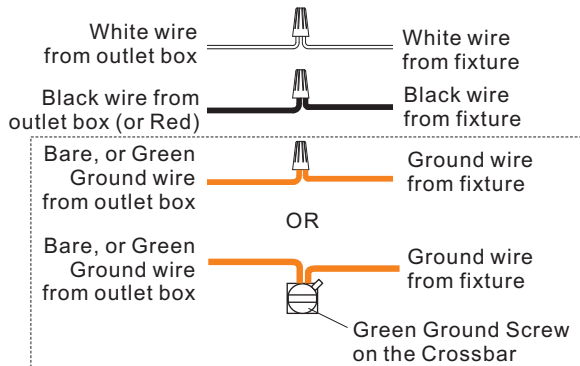 White wire
from outlet box
White wire
from fixture
Black wire from
outlet box (or Red)
Black wire
from fixture
Bare, or Green
Ground wire
from outlet box
Ground wire
from fixture
OR
Bare, or Green
Ground wire
from outlet box
Ground wire
from fixture
Green Ground Screw
on the Crossbar